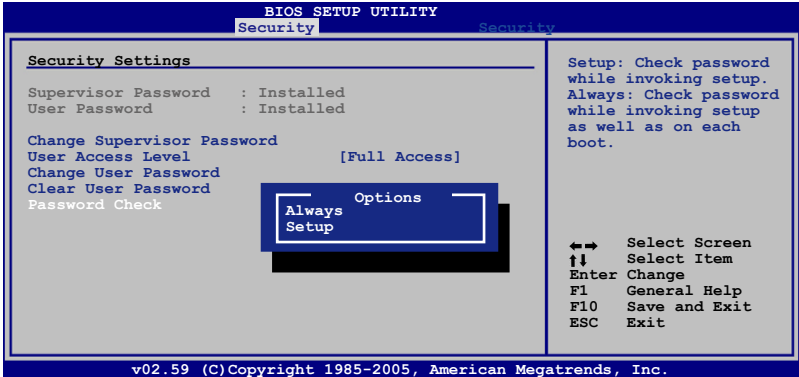 BIOS SETUP UTILITY
Security Security
Security Settings
Supervisor Password : Installed
User Password : Installed
Change Supervisor Password
User Access Level [Full Access]
Change User Password
Clear User Password
Password Check
Options
Always
Setup
Setup: Check password
while invoking setup.
Always: Check password
while invoking setup
as well as on each
boot.
←→ Select Screen
↑↓ Select Item
Enter Change
F1 General Help
F10 Save and Exit
ESC Exit
v02.59 (C)Copyright 1985-2005, American Megatrends, Inc.